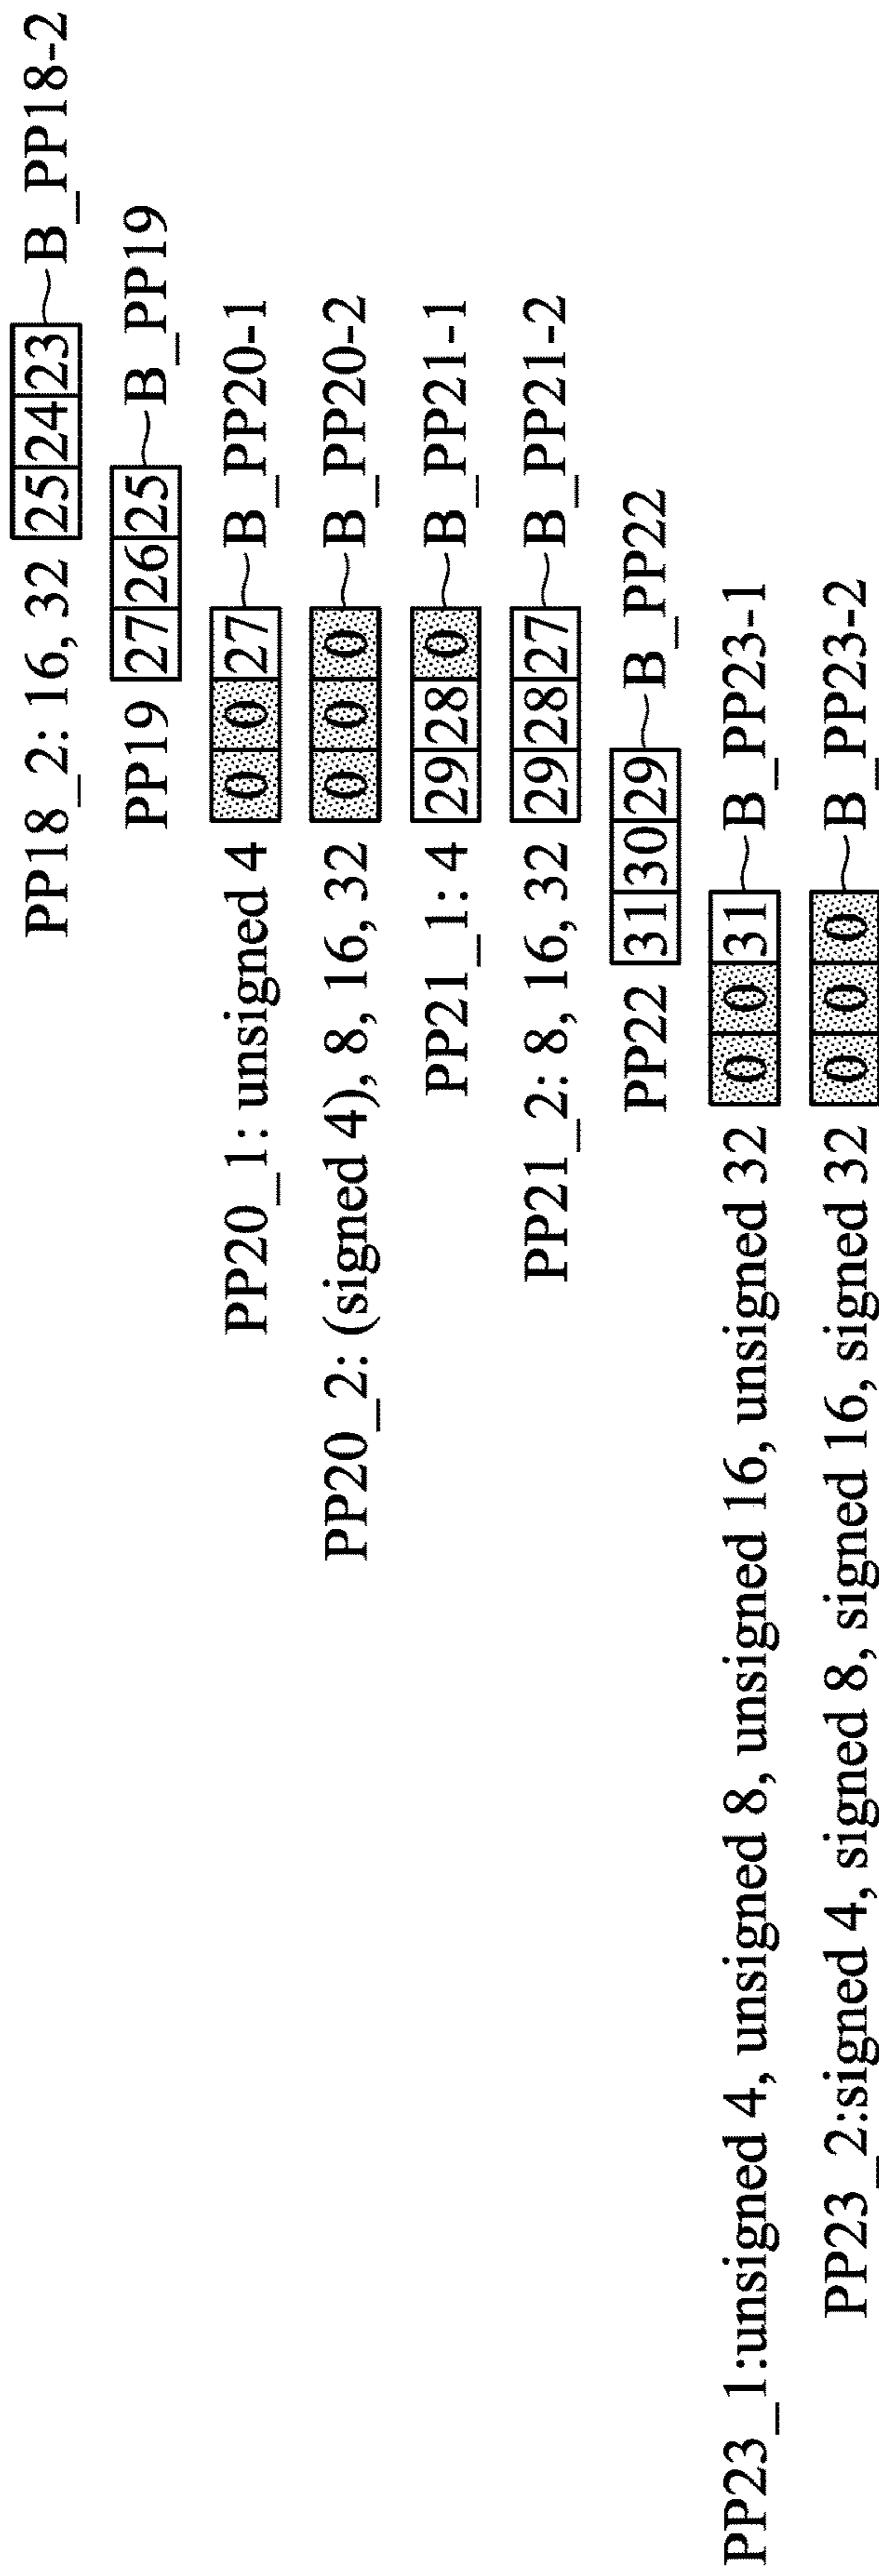 PP18_2: 16, 32 25 24 23 B_PP18-2
PP19 27 26 25 B_PP19
PP20_1: unsigned 4 0 0 27 B_PP20-1
PP20_2: (signed 4), 8, 16, 32 0 0 0 B_PP20-2
PP21_1: 4 29 28 0 B_PP21-1
PP21_2: 8, 16, 32 29 28 27 B_PP21-2
PP22 31 30 29 B_PP22
PP23_1:unsigned 4, unsigned 8, unsigned 16, unsigned 32 0 0 31 B_PP23-1
PP23_2:signed 4, signed 8, signed 16, signed 32 0 0 0 B_PP23-2